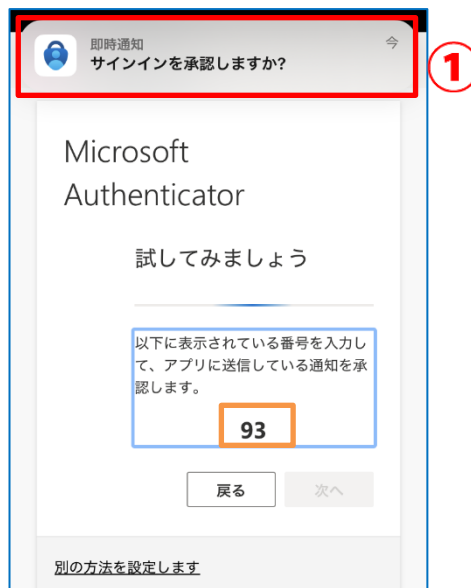 即時通知
今
サインインを承認しますか?
①
Microsoft
Authenticator
試してみましょう
以下に表示されている番号を入力し
て、アプリに送信している通知を承
認します。
93
戻る
次へ
別の方法を設定します